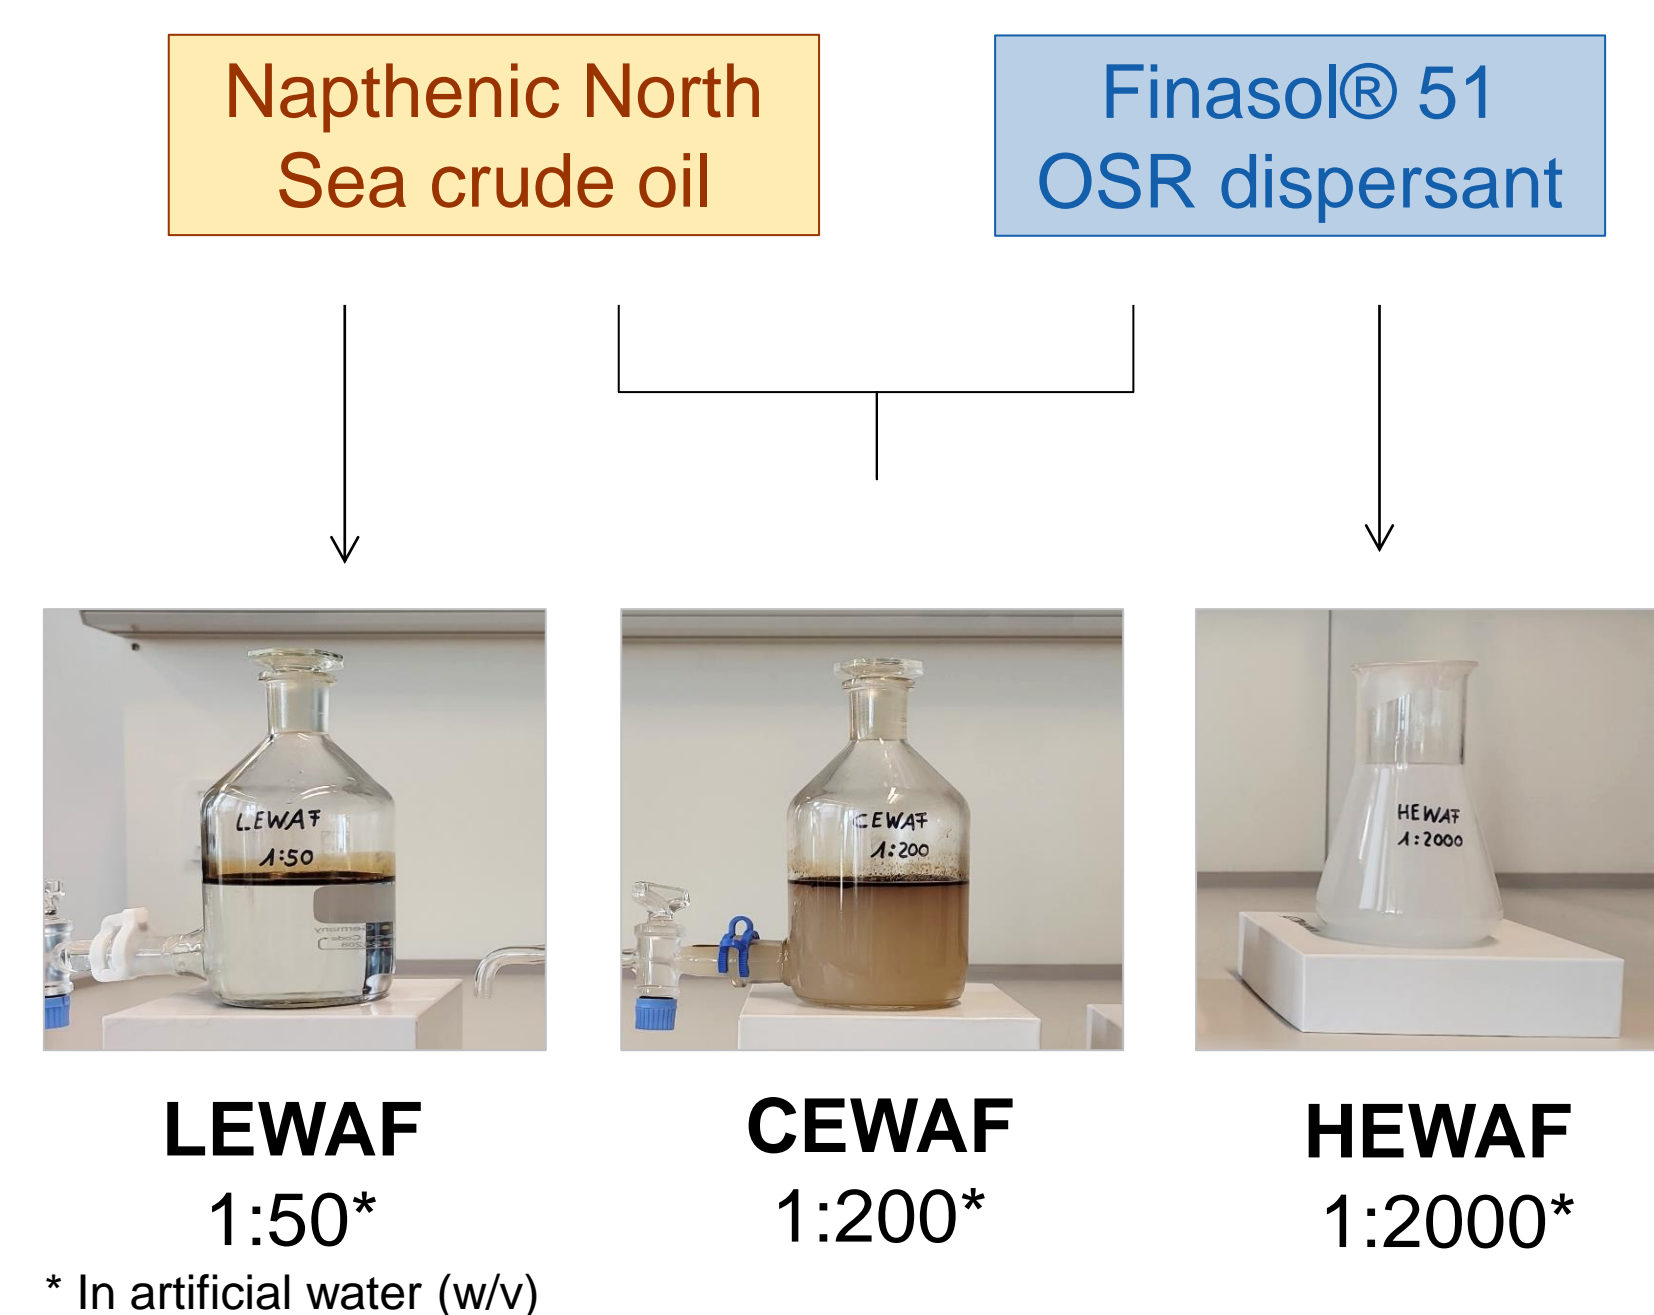 Napthenic North
Sea crude oil
Finasol® 51
OSR dispersant
LEWAF
1:50
CEWAF
1:200
HEWAF
1:2000
LEWAF
1:50*
CEWAF
1:200*
HEWAF
1:2000*
* In artificial water (w/v)